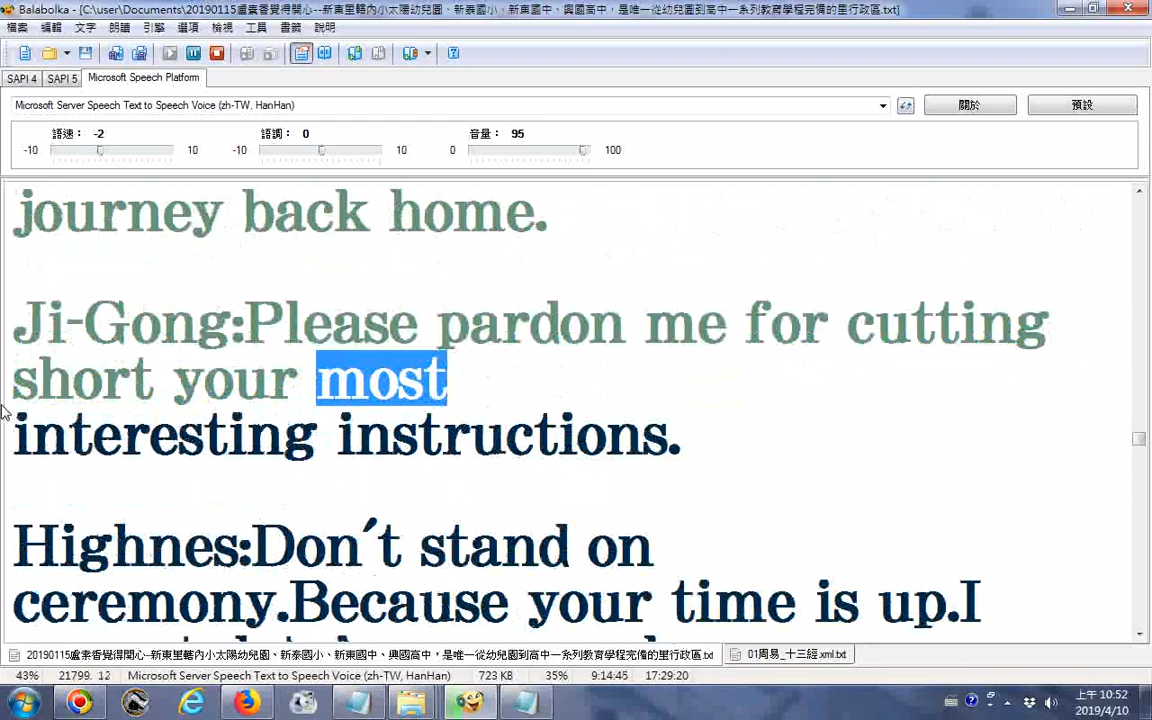 Balabolka - [C:\user\Documents\20190115盧素香覺得開心--新東里轄內小太陽幼兒園、新泰國小、新東國中、興國高中，是唯一從幼兒園到高中一系列教育學程完備的里行政區.txt]
檔案 編輯 文字 朗讀 引擎 選項 檢視 工具 書籤 說明
SAPI 4 SAPI 5 Microsoft Speech Platform
Microsoft Server Speech Text to Speech Voice (zh-TW, HanHan) 關於 預設
語速： -2 語調： 0 音量： 95
-10 10 -10 10 0 100
journey back home.
Ji-Gong:Please pardon me for cutting
short your most
interesting instructions.
Highnes:Don't stand on
ceremony.Because your time is up.I
20190115盧素香覺得開心--新東里轄內小太陽幼兒園、新泰國小、新東國中、興國高中，是唯一從幼兒園到高中一系列教育學程完備的里行政區.txt 01周易_十三經.xml.txt
43% 21799. 12 Microsoft Server Speech Text to Speech Voice (zh-TW, HanHan) 723 KB 35% 9:14:45 17:29:20
上午 10:52
2019/4/10